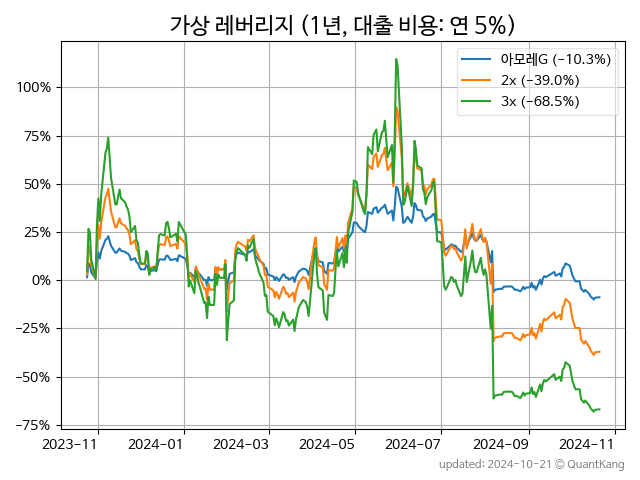 가상 레버리지 (1년, 대출 비용: 연 5%)
아모레G (−10.3%)
2x (−39.0%)
3x (−68.5%)
100%
75%
50%
25%
0%
−25%
−50%
−75%
2023-11 2024-01 2024-03 2024-05 2024-07 2024-09 2024-11
updated: 2024-10-21 © QuantKang